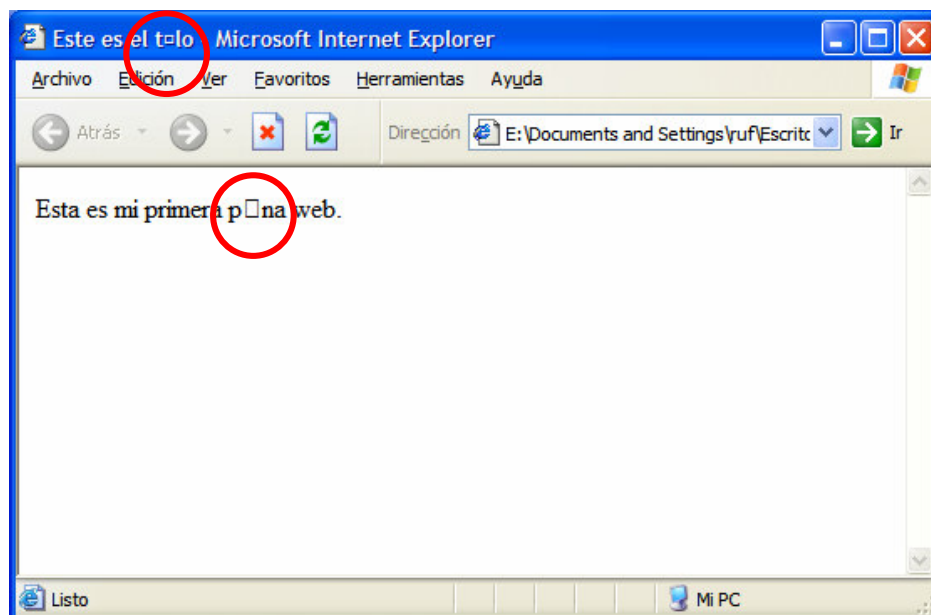 Este es el t□lo - Microsoft Internet Explorer
Archivo Edición Ver Favoritos Herramientas Ayuda
Atrás Dirección E:\Documents and Settings\ruf\Escritc Ir
Esta es mi primera p□na web.
Listo Mi PC